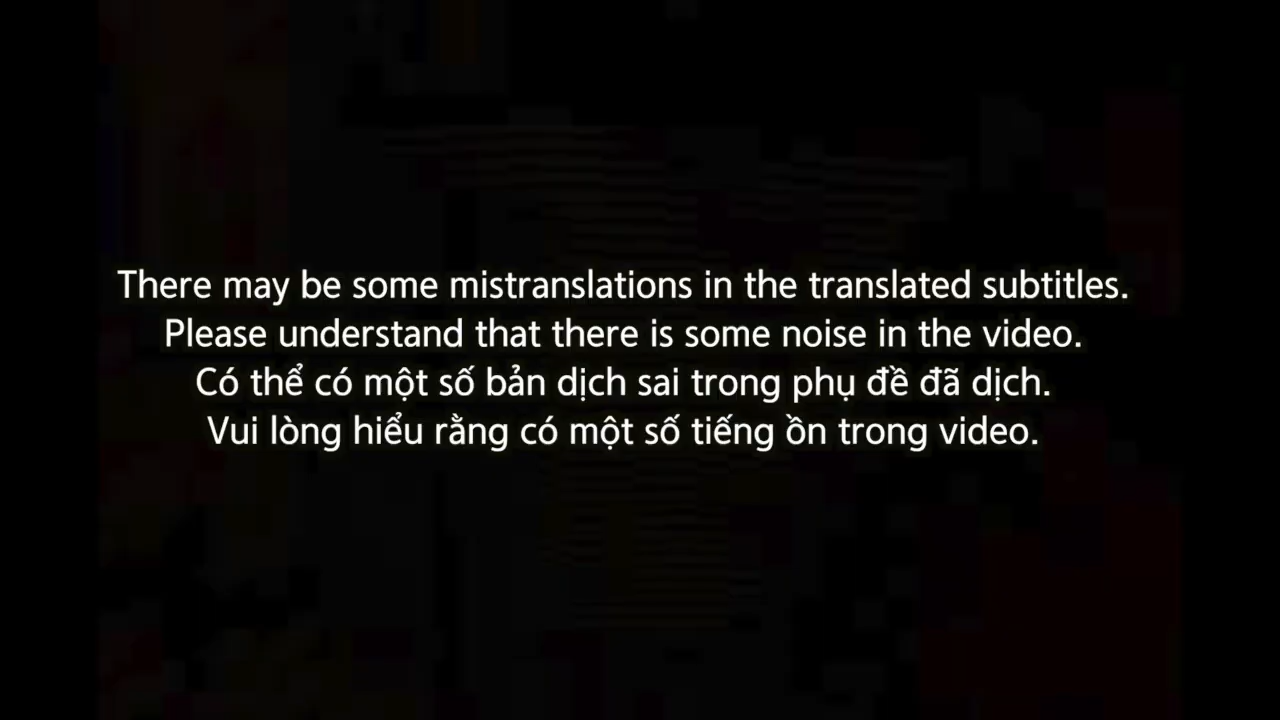 There may be some mistranslations in the translated subtitles.
Please understand that there is some noise in the video.
Có thể có một số bản dịch sai trong phụ đề đã dịch.
Vui lòng hiểu rằng có một số tiếng ồn trong video.